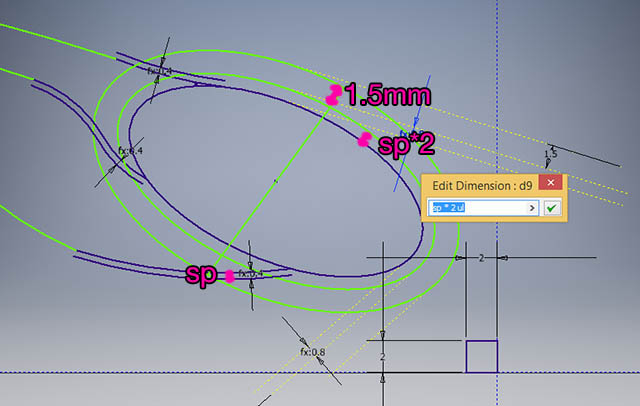 fx:0.4
1.5mm
sp*2
1.5
fx:0.4
Edit Dimension : d9
sp * 2 ul
2
sp
fx:0.4
fx:0.8
2